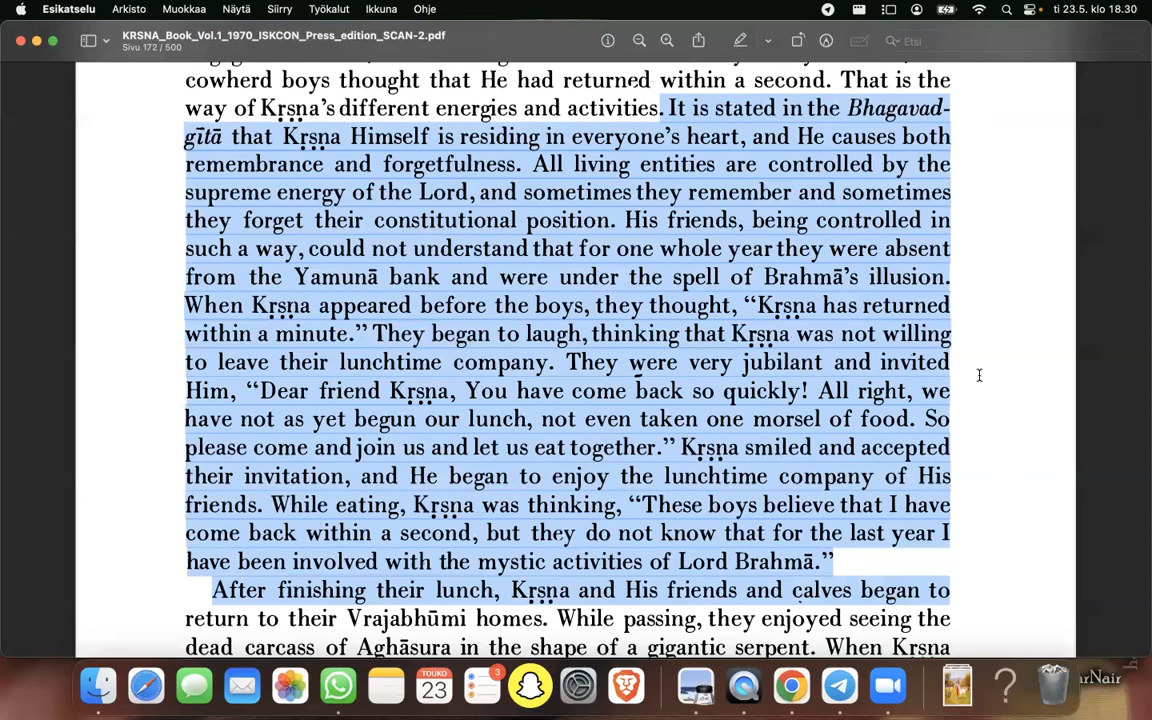 Esikatselu Arkisto Muokkaa Näytä Siirry Työkalut Ikkuna Ohje ti 23.5. klo 18.30
KRSNA_Book_Vol.1_1970_ISKCON_Press_edition_SCAN-2.pdf
Sivu 172 / 500
Etsi
cowherd boys thought that He had returned within a second. That is the
way of Kṛṣṇa's different energies and activities. It is stated in the Bhagavad-
gītā that Kṛṣṇa Himself is residing in everyone's heart, and He causes both
remembrance and forgetfulness. All living entities are controlled by the
supreme energy of the Lord, and sometimes they remember and sometimes
they forget their constitutional position. His friends, being controlled in
such a way, could not understand that for one whole year they were absent
from the Yamunā bank and were under the spell of Brahmā's illusion.
When Kṛṣṇa appeared before the boys, they thought, “Kṛṣṇa has returned
within a minute.” They began to laugh, thinking that Kṛṣṇa was not willing
to leave their lunchtime company. They were very jubilant and invited
Him, “Dear friend Kṛṣṇa, You have come back so quickly! All right, we
have not as yet begun our lunch, not even taken one morsel of food. So
please come and join us and let us eat together.” Kṛṣṇa smiled and accepted
their invitation, and He began to enjoy the lunchtime company of His
friends. While eating, Kṛṣṇa was thinking, “These boys believe that I have
come back within a second, but they do not know that for the last year I
have been involved with the mystic activities of Lord Brahmā.”
After finishing their lunch, Kṛṣṇa and His friends and calves began to
return to their Vrajabhūmi homes. While passing, they enjoyed seeing the
dead carcass of Aghāsura in the shape of a gigantic serpent. When Kṛṣṇa
TOUKO
23
3
arNair